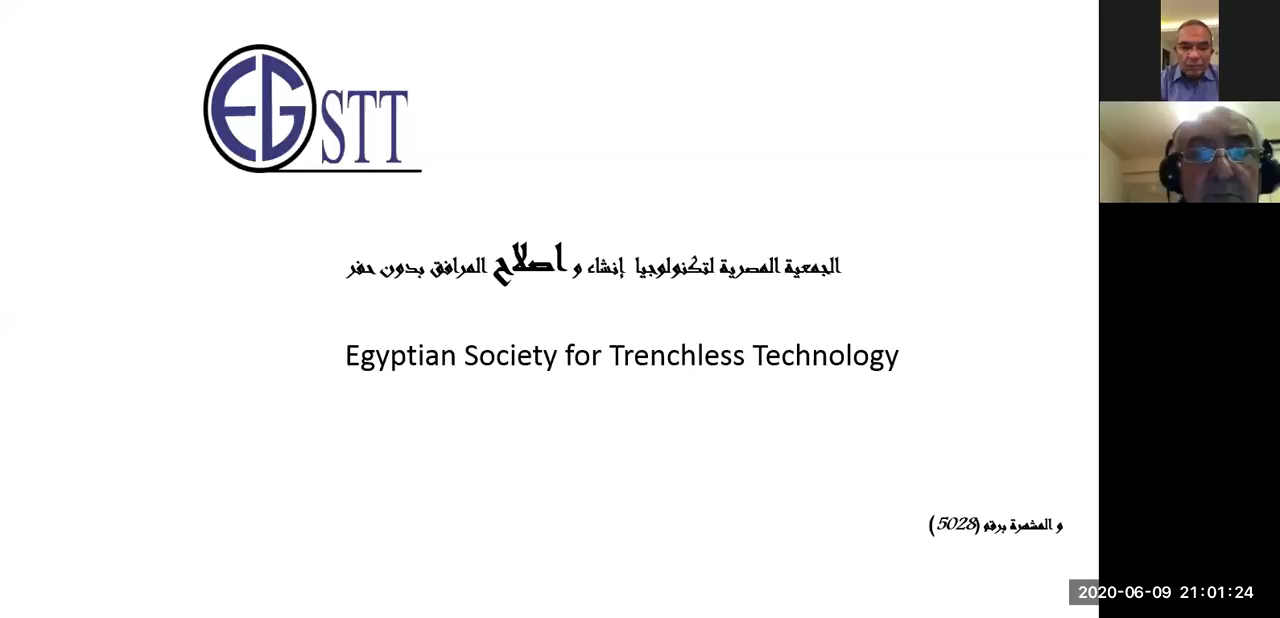 EGSTT
الجمعية المصرية لتكنولوجيا إنشاء و اصلاح المرافق بدون حفر
Egyptian Society for Trenchless Technology
و المشهرة برقم (5028)
2020-06-09 21:01:24